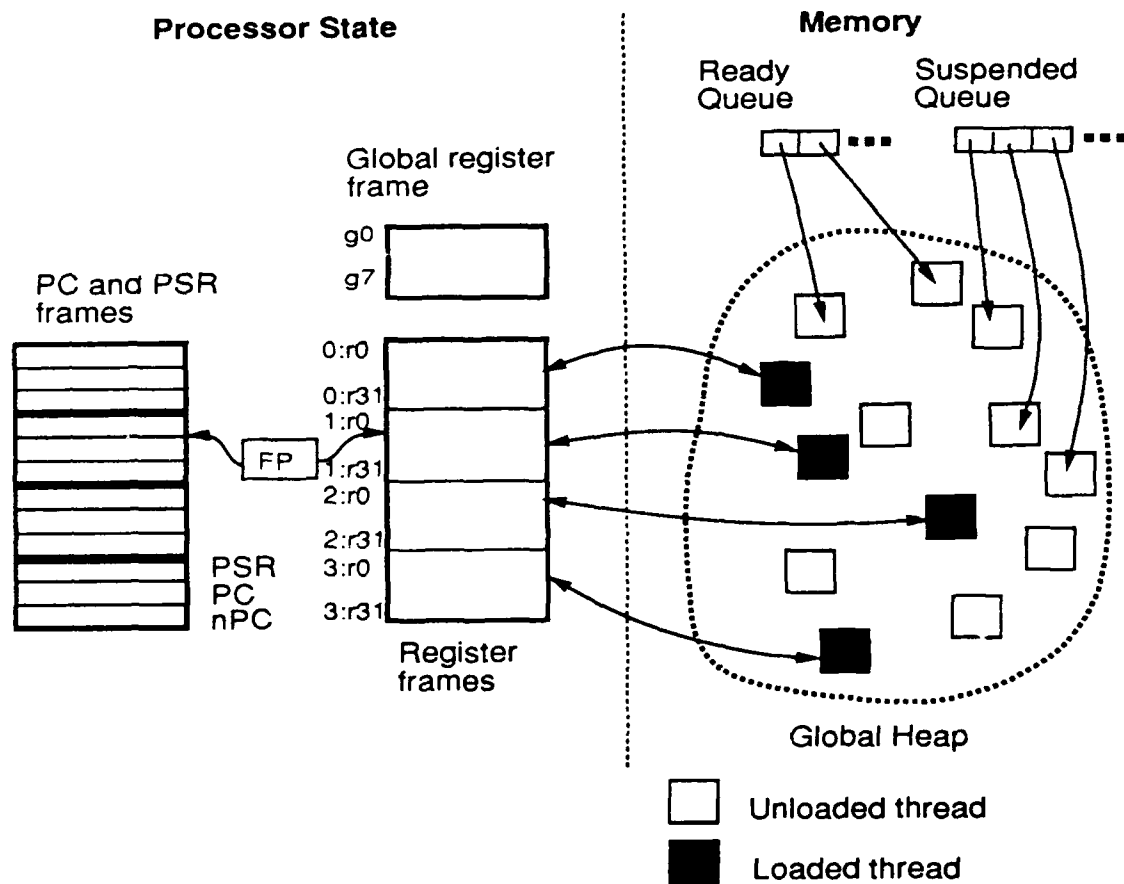 Processor State
Memory
Ready
Queue
Suspended
Queue
Global register
frame
g0
g7
PC and PSR
frames
0:r0
0:r31
1:r0
FP
1:r31
2:r0
2:r31
PSR
3:r0
PC
nPC
3:r31
Register
frames
Global Heap
Unloaded thread
Loaded thread